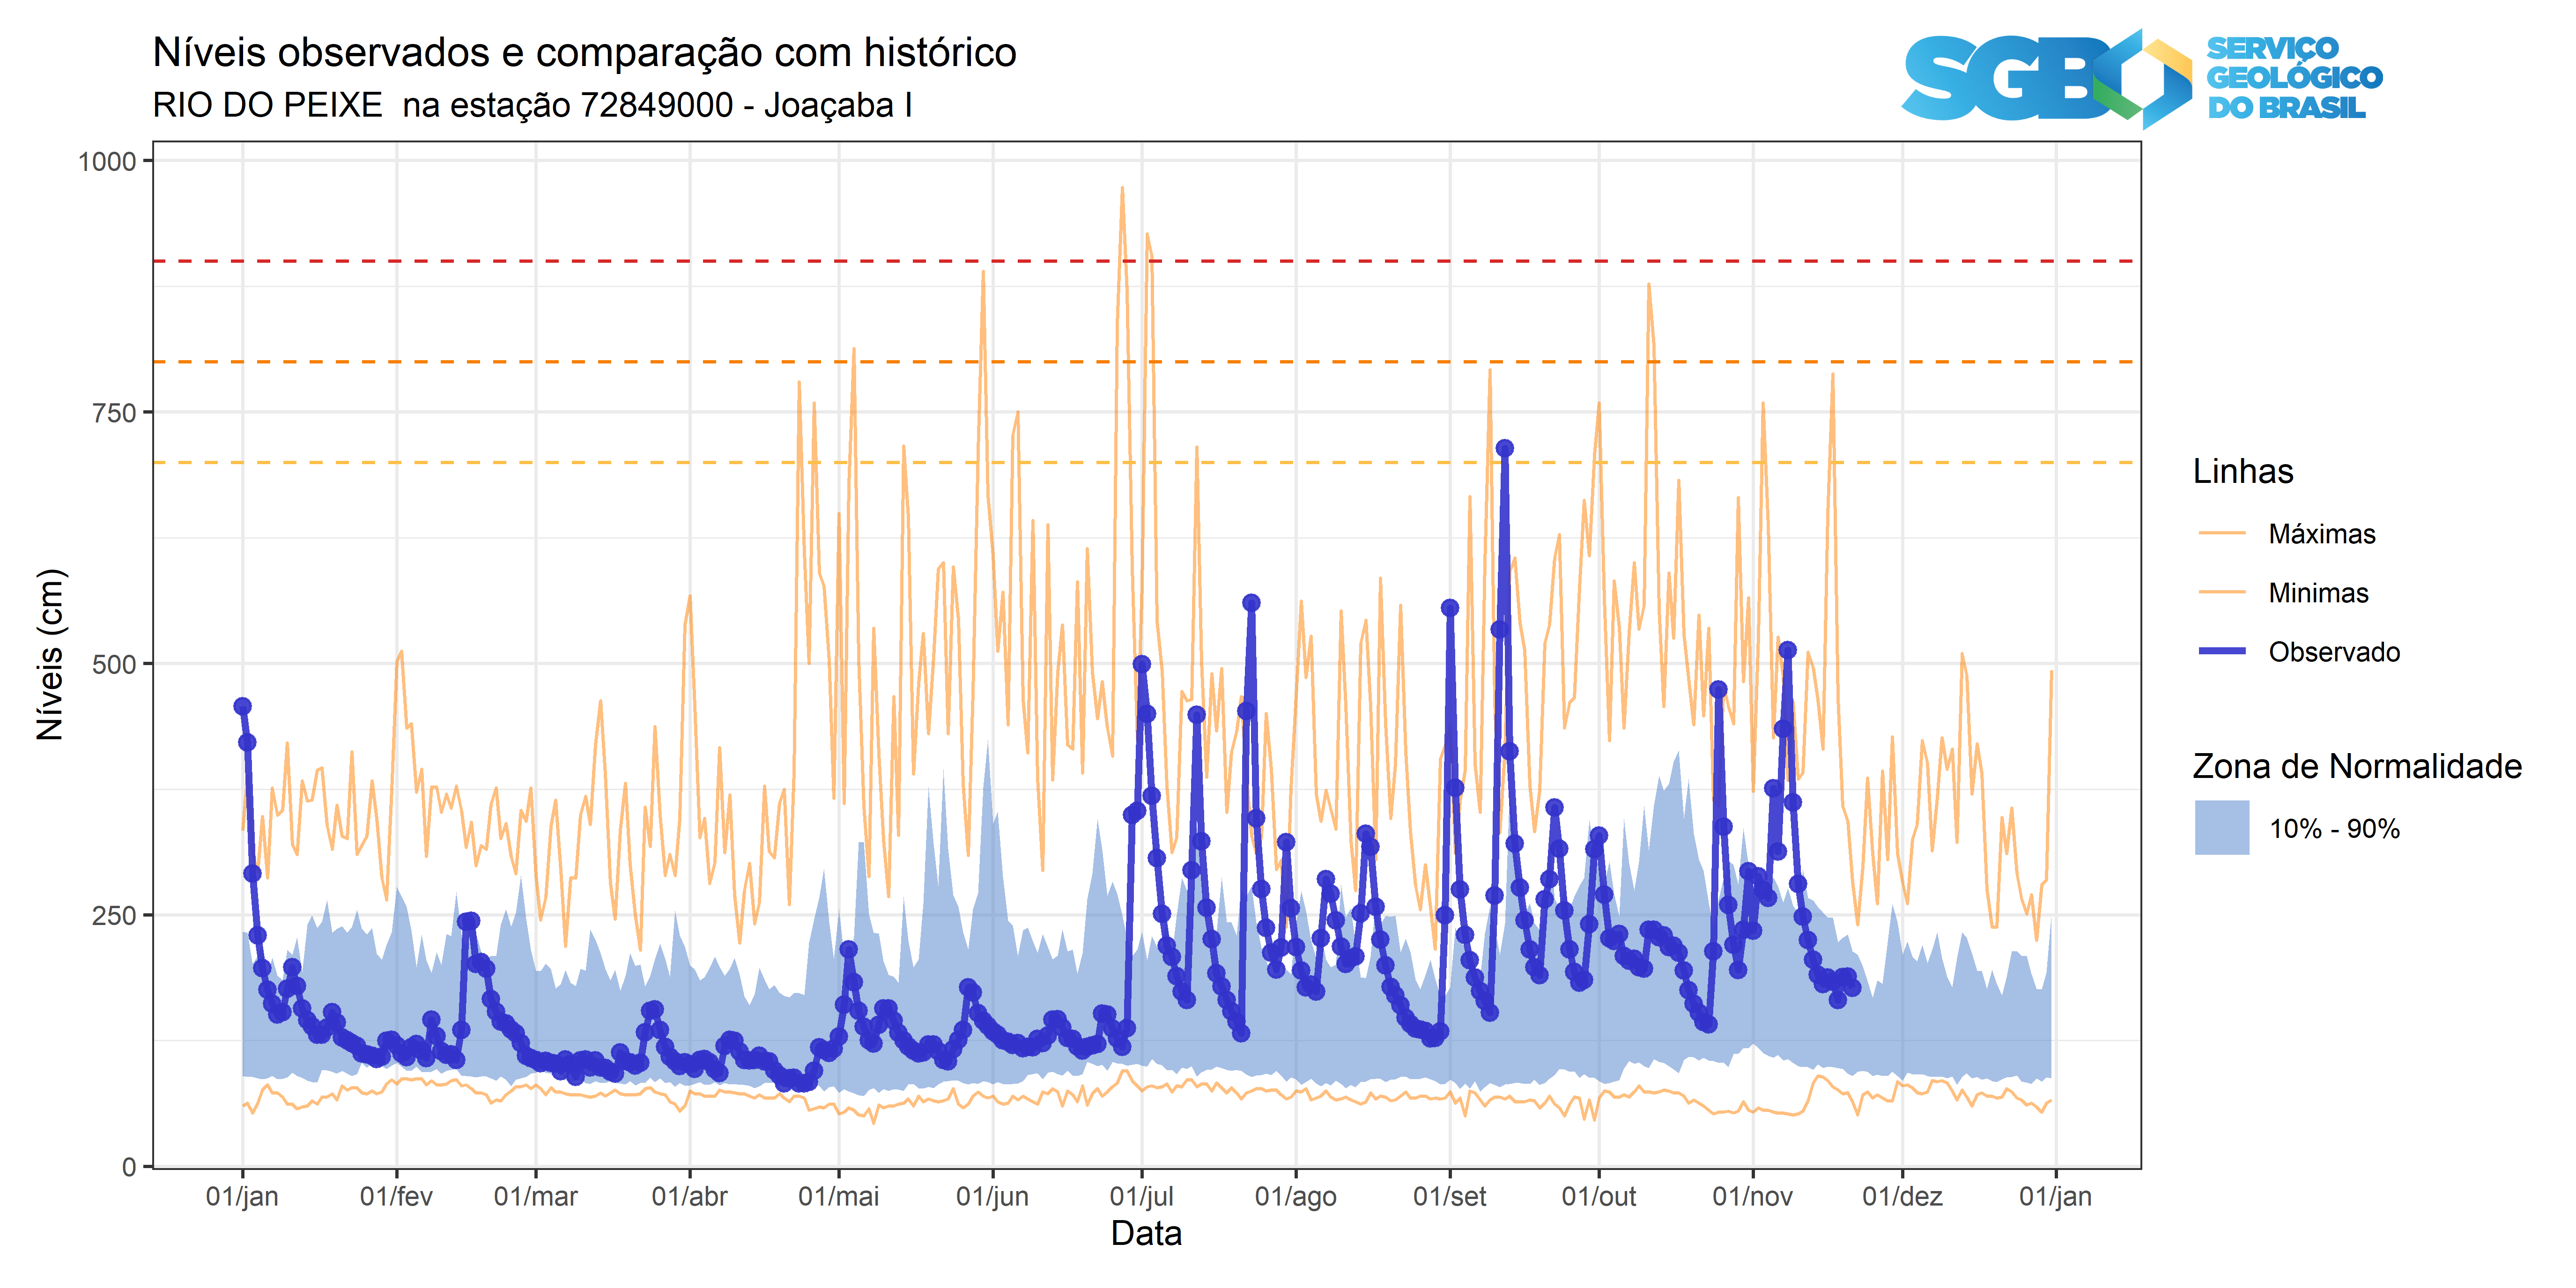 Níveis observados e comparação com histórico
RIO DO PEIXE  na estação 72849000 - Joaçaba I
SGB
SERVIÇO
GEOLÓGICO
DO BRASIL
1000
750
500
250
0
Níveis (cm)
01/jan
01/fev
01/mar
01/abr
01/mai
01/jun
01/jul
01/ago
01/set
01/out
01/nov
01/dez
01/jan
Data
Linhas
Máximas
Minimas
Observado
Zona de Normalidade
10% - 90%